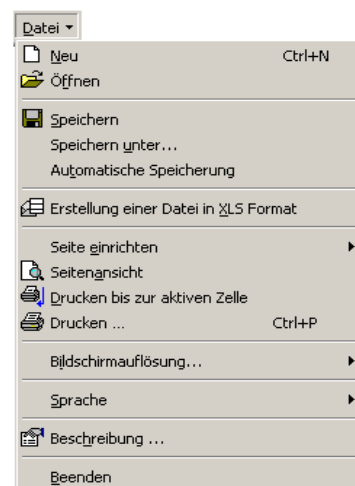 Datei
Neu Ctrl+N
Öffnen
Speichern
Speichern unter...
Automatische Speicherung
Erstellung einer Datei in XLS Format
Seite einrichten
Seitenansicht
Drucken bis zur aktiven Zelle
Drucken ... Ctrl+P
Bildschirmauflösung...
Sprache
Beschreibung ...
Beenden